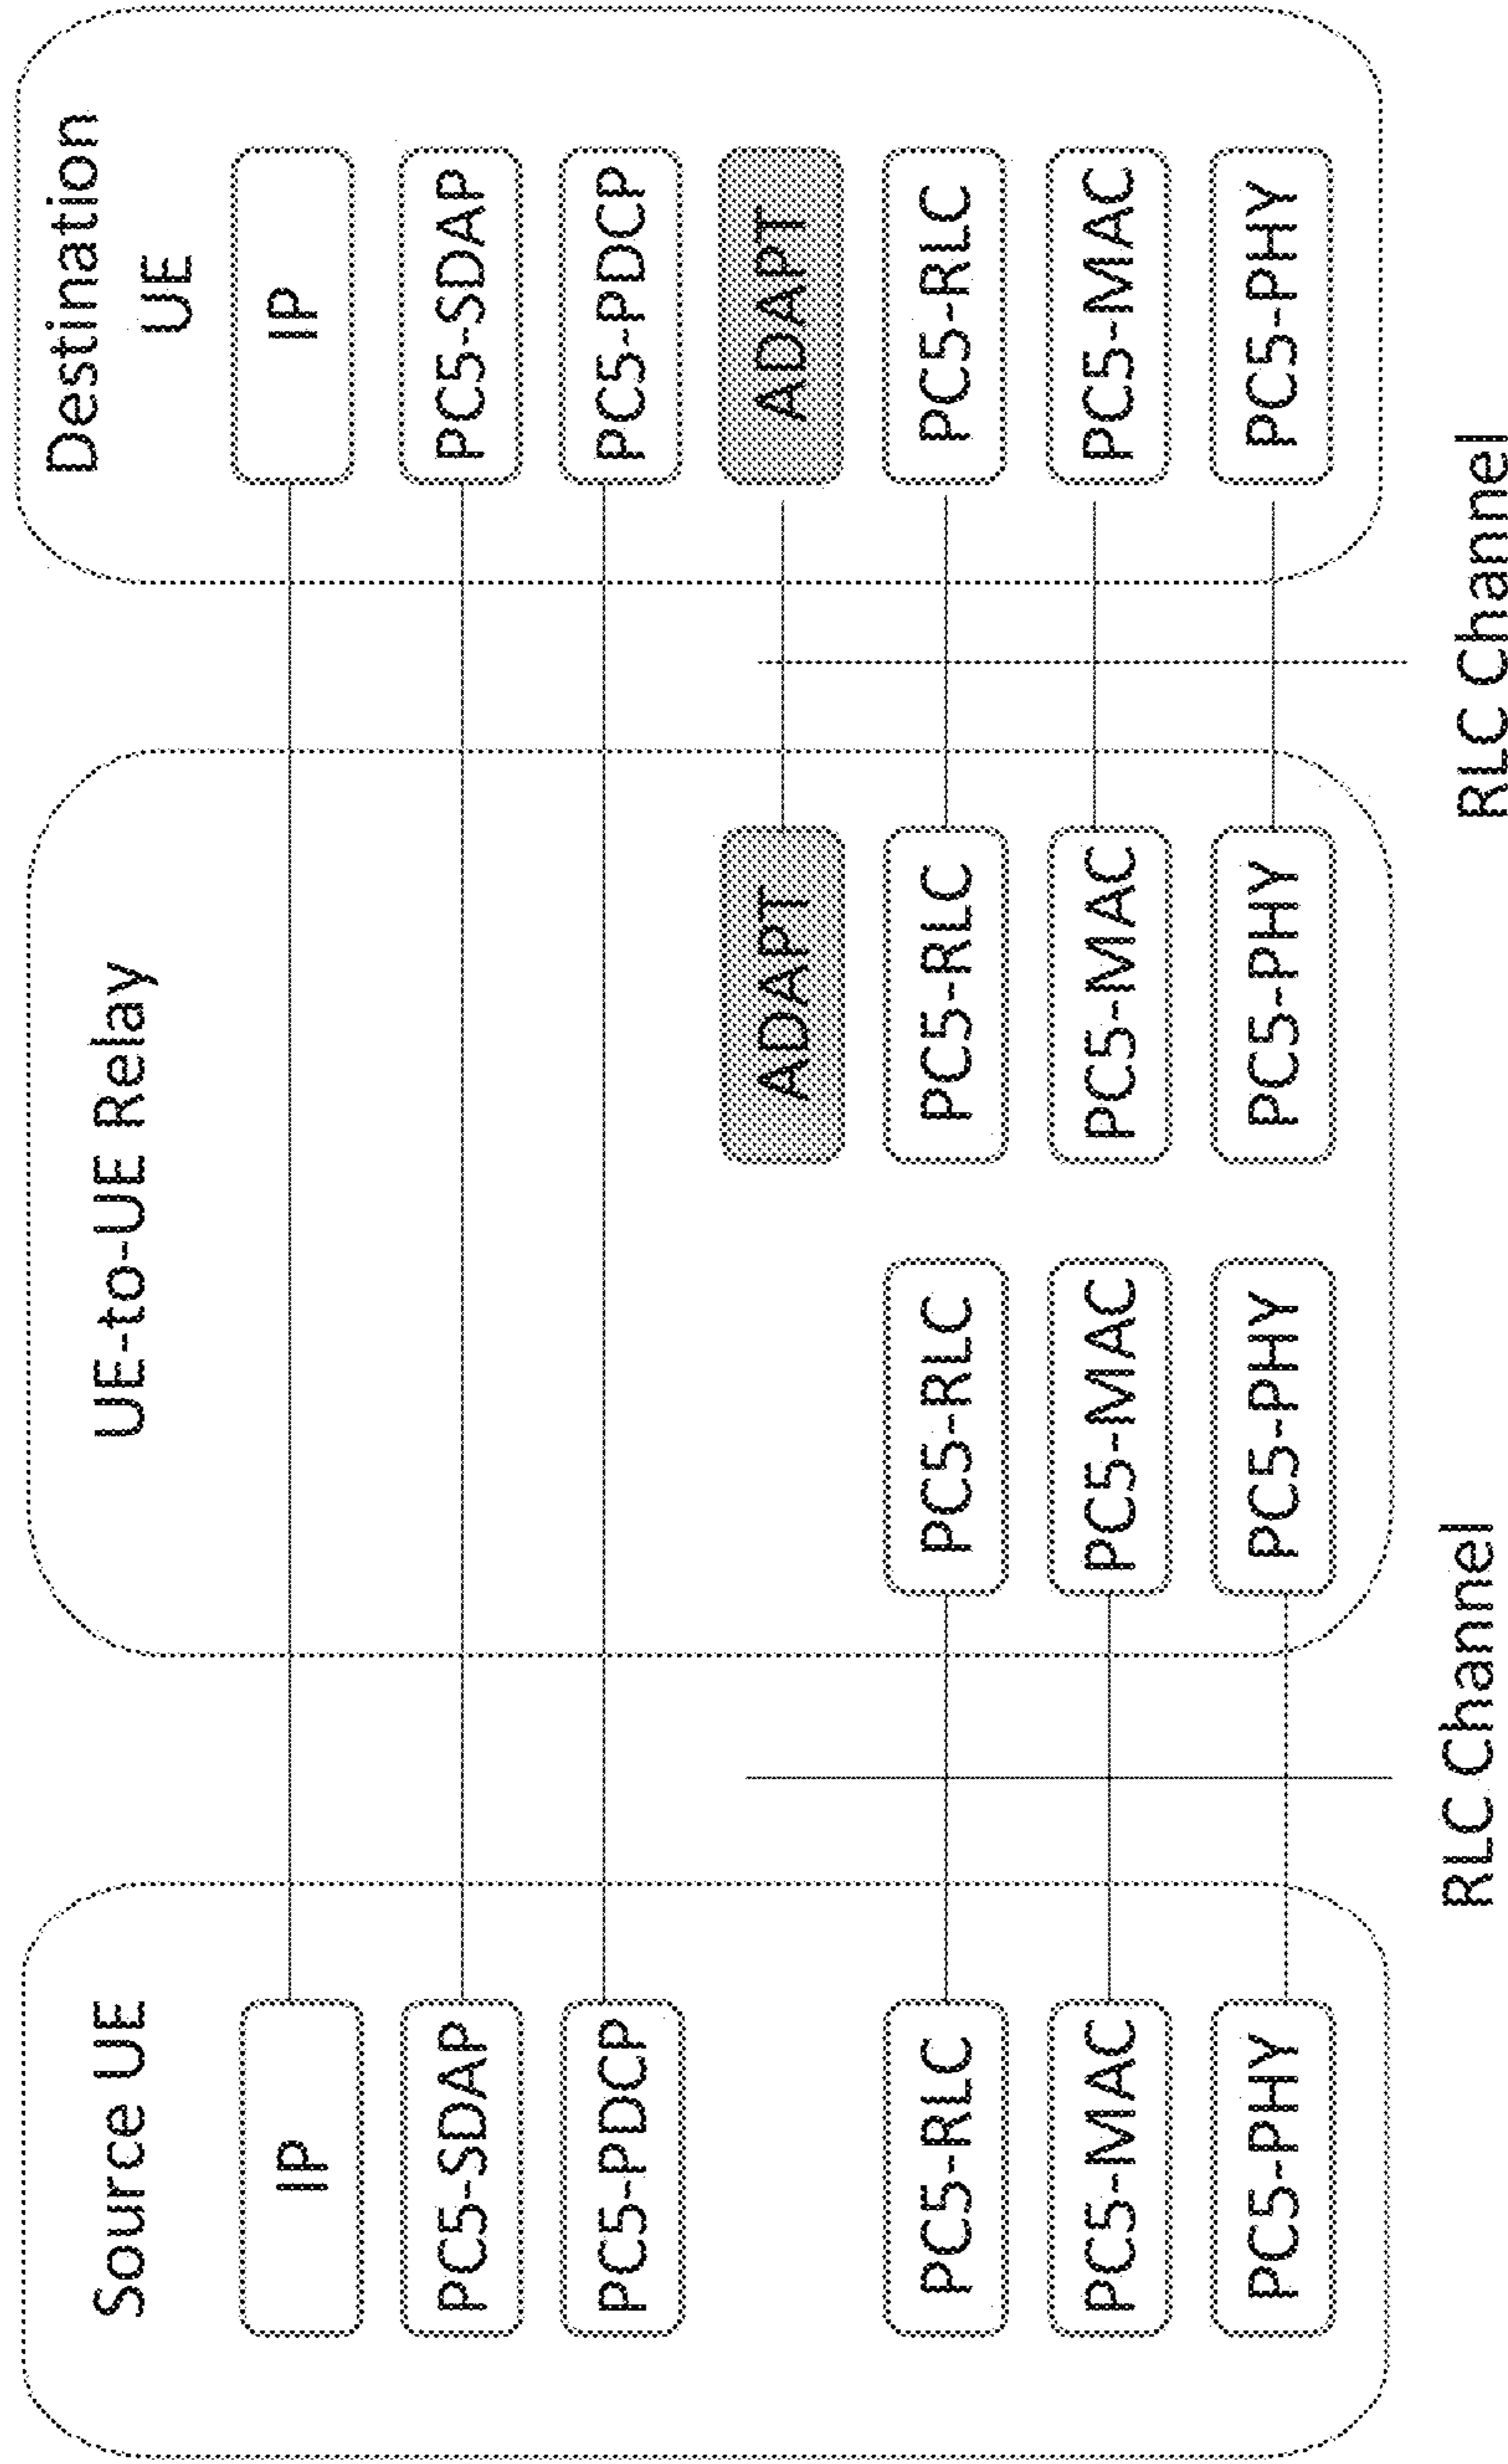 Source UE
IP
PC5-SDAP
PC5-PDCP
PC5-RLC
PC5-MAC
PC5-PHY
RLC Channel
UE-to-UE Relay
PC5-RLC
PC5-MAC
PC5-PHY
ADAPT
PC5-RLC
PC5-MAC
PC5-PHY
RLC Channel
Destination
UE
IP
PC5-SDAP
PC5-PDCP
ADAPT
PC5-RLC
PC5-MAC
PC5-PHY